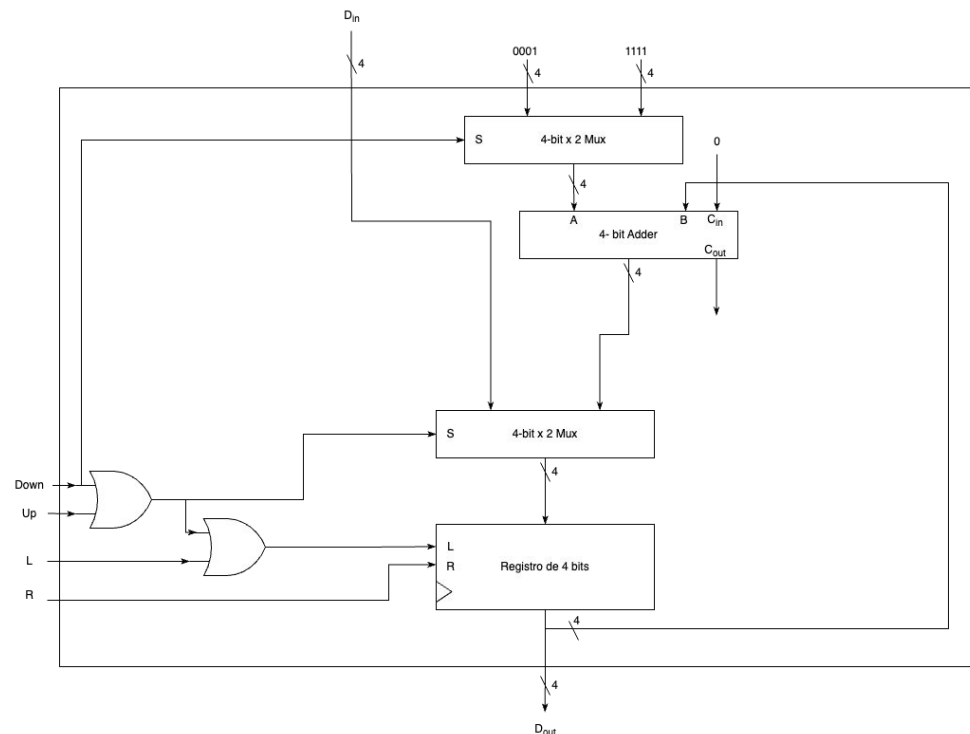 Din
4
0001
1111
4
4
S
4-bit x 2 Mux
0
4
A
B
Cin
4- bit Adder
Cout
4
S
4-bit x 2 Mux
4
Down
Up
L
R
L
R
Registro de 4 bits
4
4
Dout